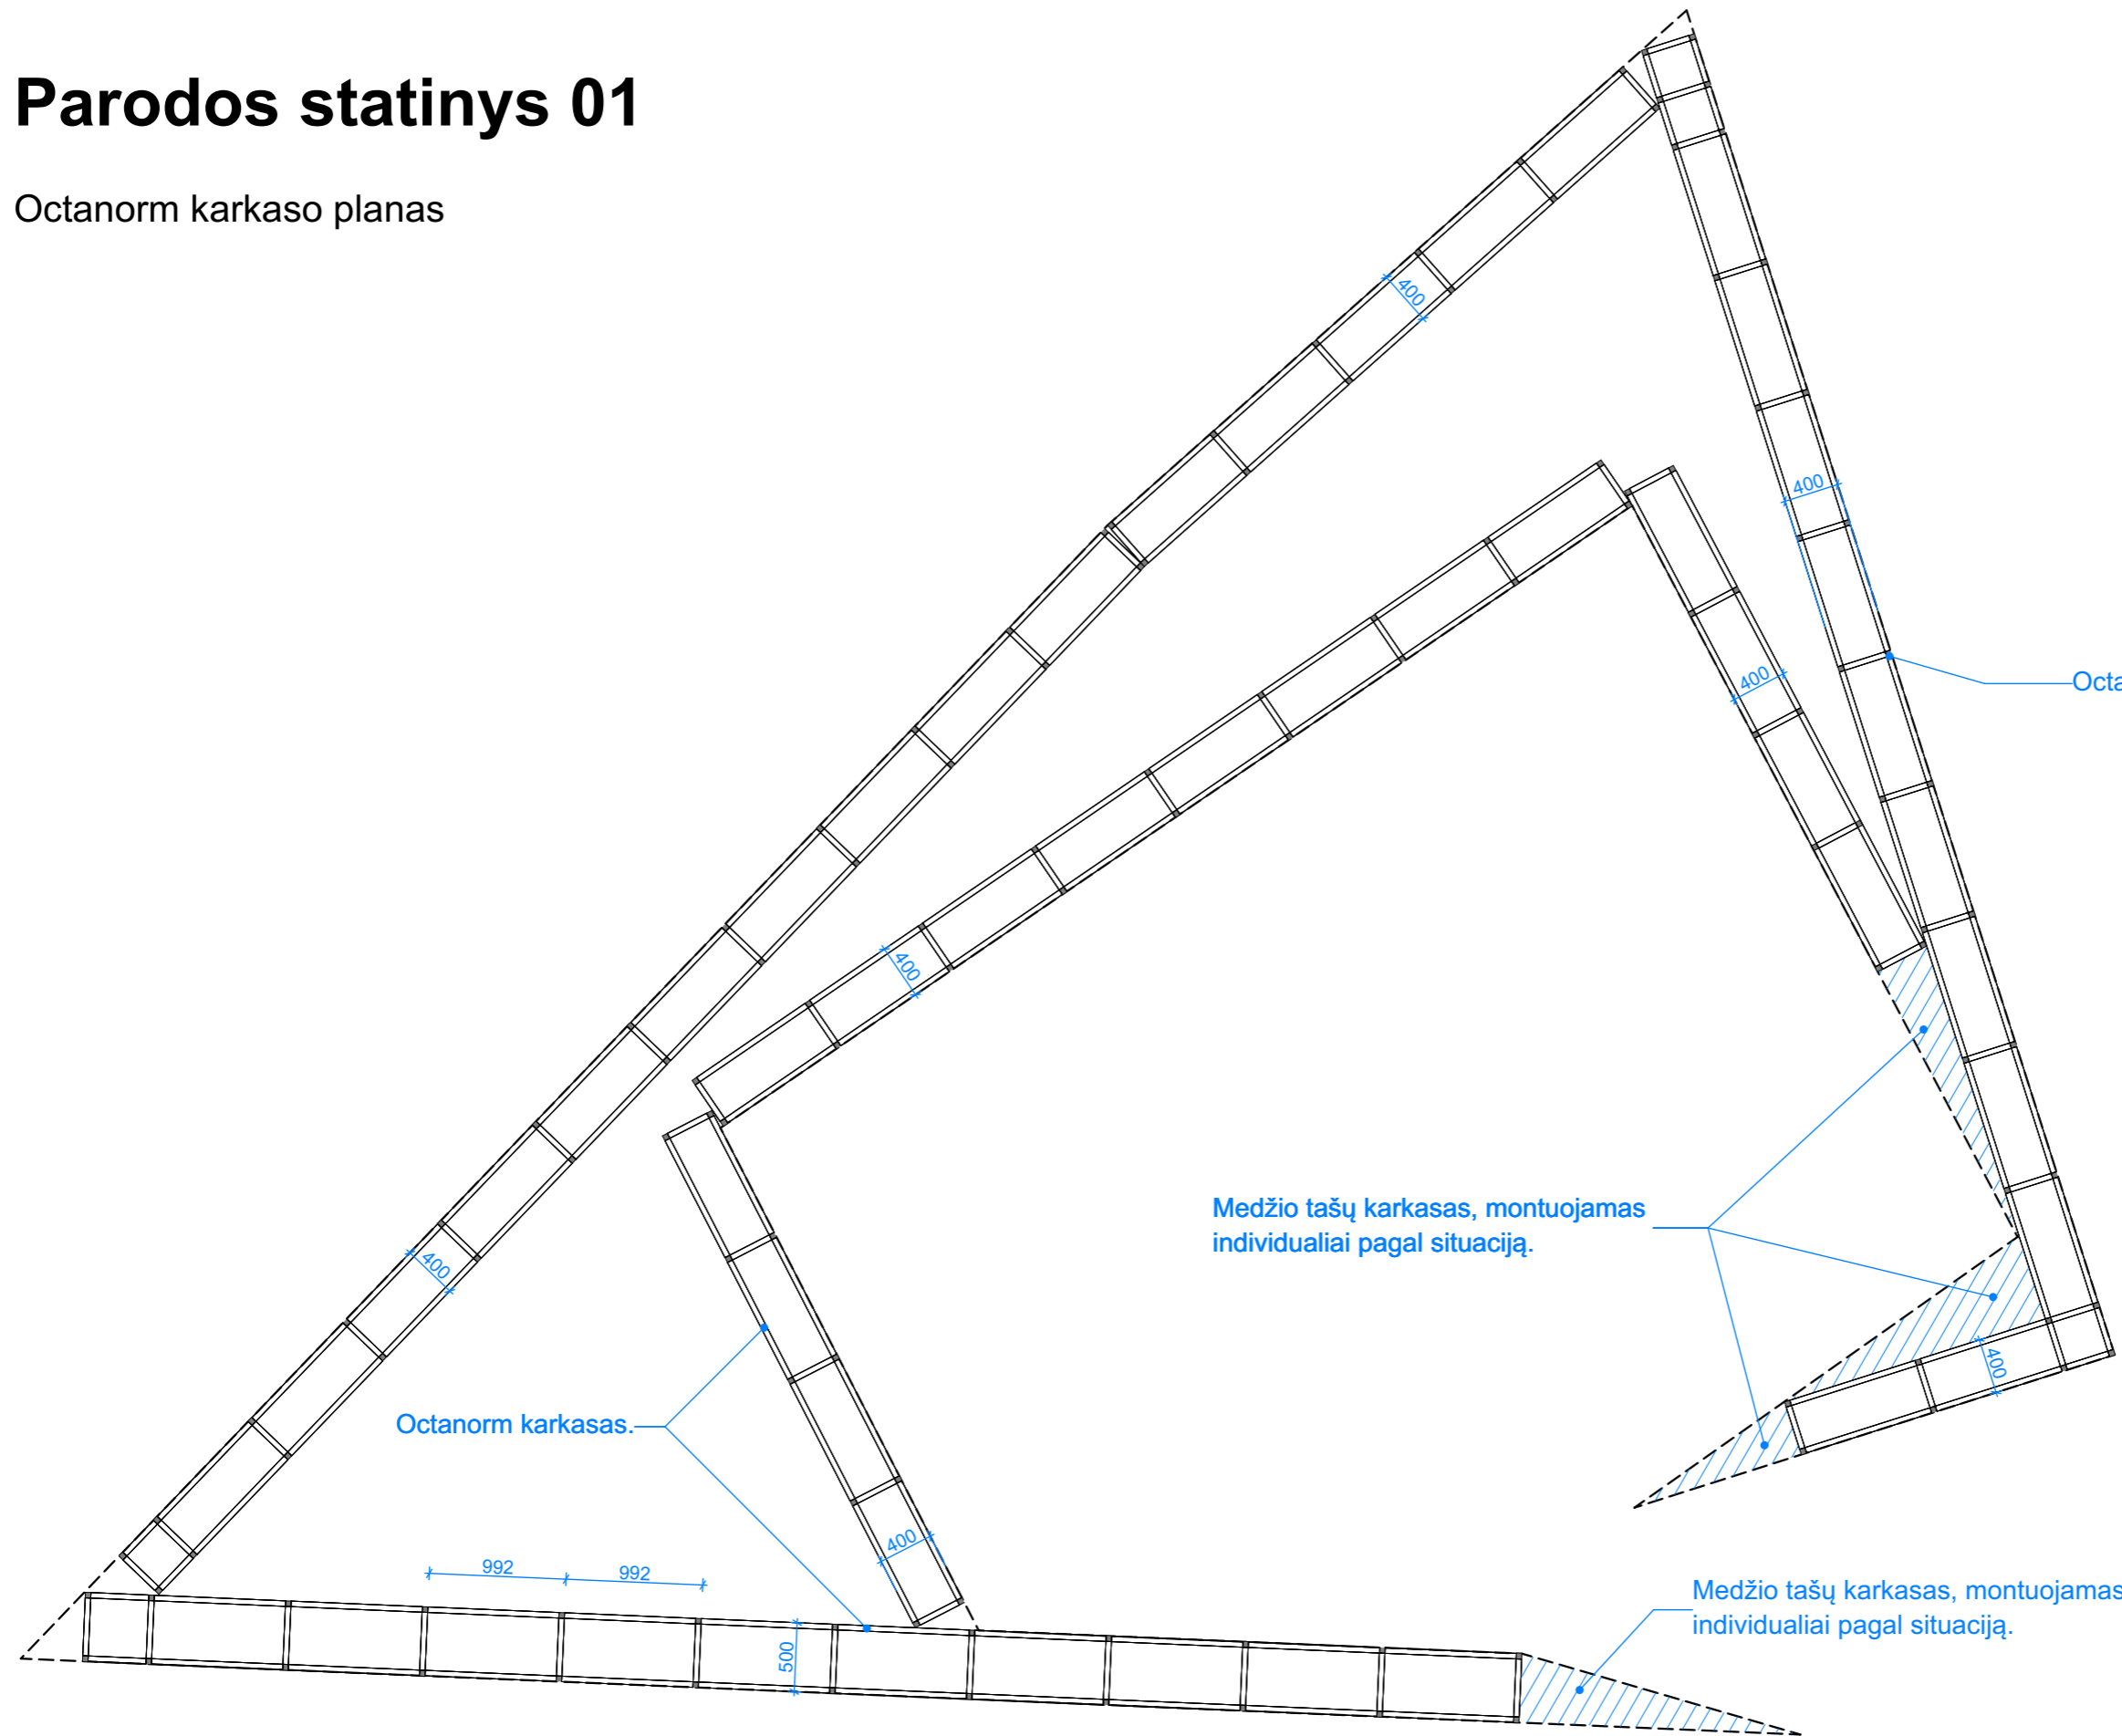 Parodos statinys 01
Octanorm karkaso planas
400
400
400
Octa
400
Medžio tašų karkasas, montuojamas
individualiai pagal situaciją.
400
400
Octanorm karkasas.
400
992
992
500
Medžio tašų karkasas, montuojamas
individualiai pagal situaciją.